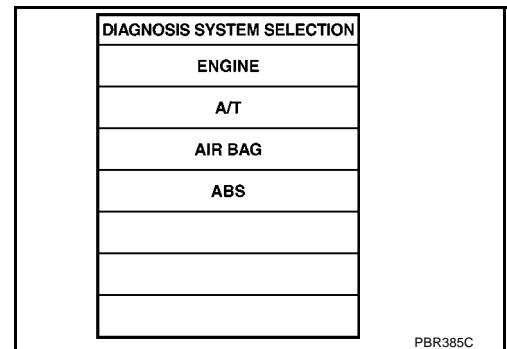 DIAGNOSIS SYSTEM SELECTION
ENGINE
A/T
AIR BAG
ABS
PBR385C